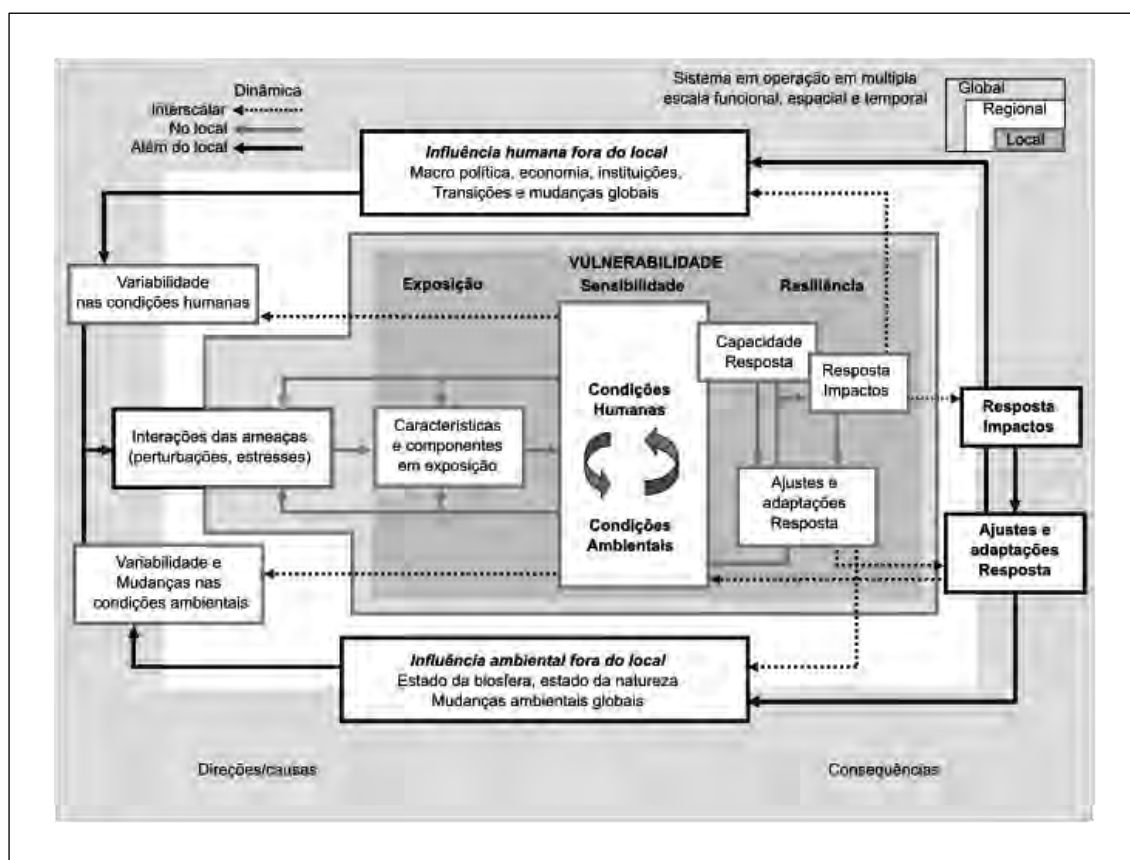 Dinâmica
Interscalar
No local
Além do local
Sistema em operação em multipla
escala funcional, espacial e temporal
Global
Regional
Local
Influência humana fora do local
Macro política, economia, instituições,
Transições e mudanças globais
Variabilidade
nas condições humanas
VULNERABILIDADE
Exposição
Sensibilidade
Resiliência
Capacidade
Resposta
Resposta
Impactos
Condições
Humanas
Resposta
Impactos
Interações das ameaças
(perturbações, estresses)
Características
e componentes
em exposição
Ajustes e
adaptações
Resposta
Condições
Ambientais
Ajustes e
adaptações
Resposta
Variabilidade e
Mudanças nas
condições ambientais
Influência ambiental fora do local
Estado da biosfera, estado da natureza
Mudanças ambientais globais
Direções/causas
Consequências